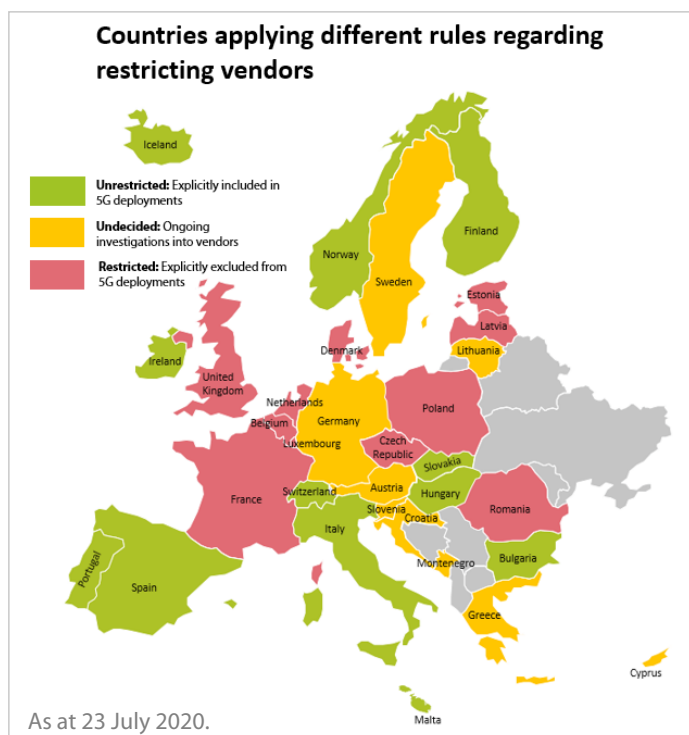 Countries applying different rules regarding
restricting vendors
Iceland
Unrestricted: Explicitly included in
5G deployments
Undecided: Ongoing
investigations into vendors
Restricted: Explicitly excluded from
5G deployments
Finland
Norway
Sweden
Estonia
Latvia
Lithuania
Denmark
Ireland
United
Kingdom
Netherlands
Belgium
Luxembourg
Germany
Poland
Czech
Republic
Slovakia
France
Switzerland
Austria
Hungary
Slovenia
Croatia
Romania
Italy
Montenegro
Bulgaria
Portugal
Spain
Greece
Cyprus
Malta
As at 23 July 2020.